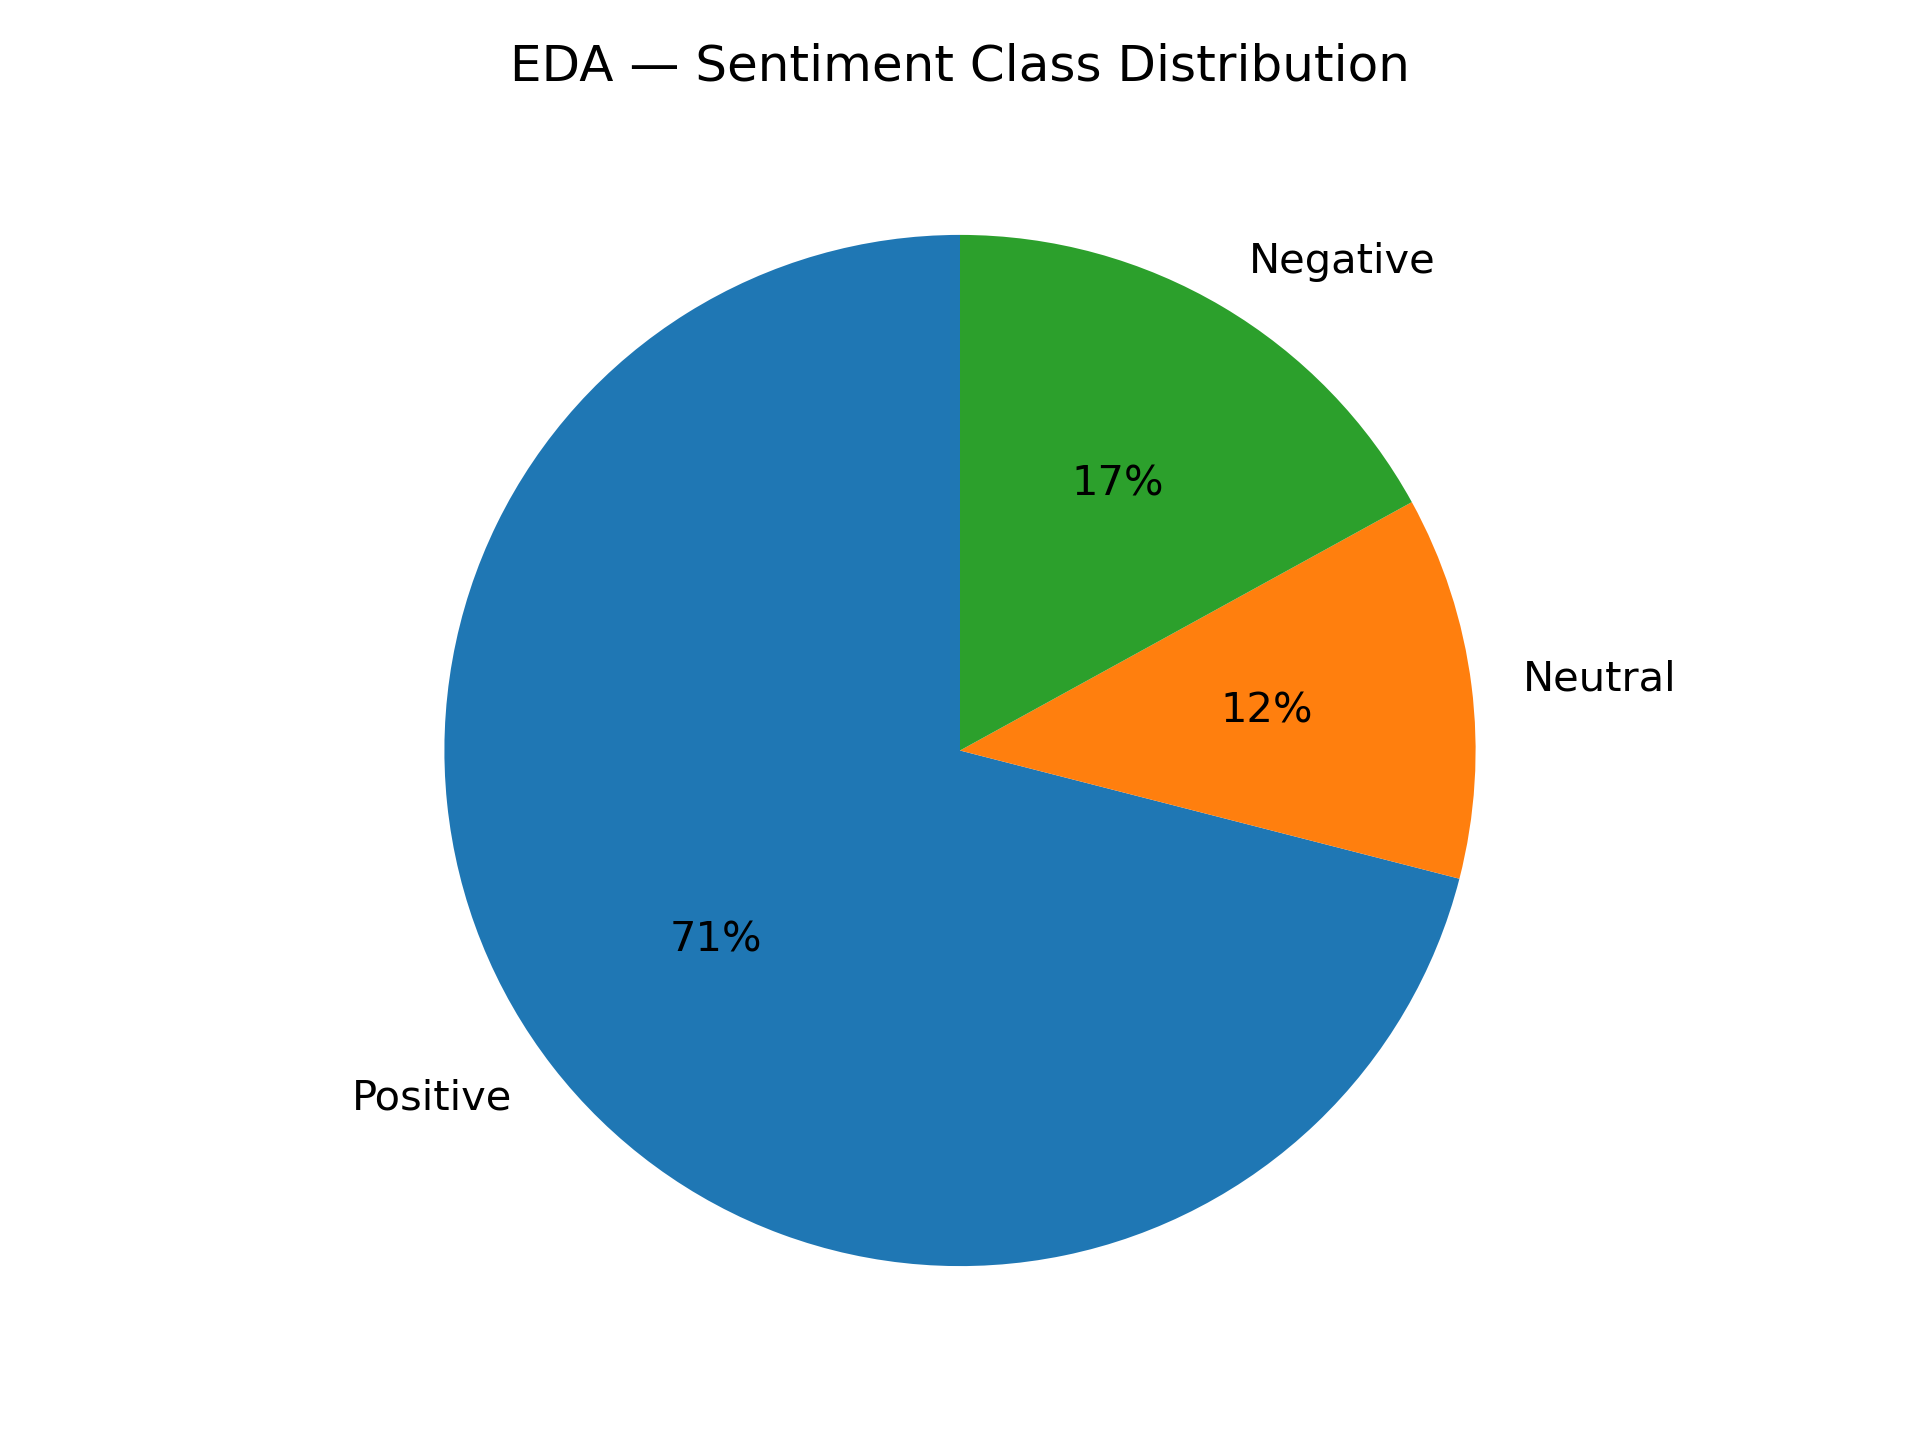 EDA — Sentiment Class Distribution
Negative
17%
Neutral
12%
71%
Positive